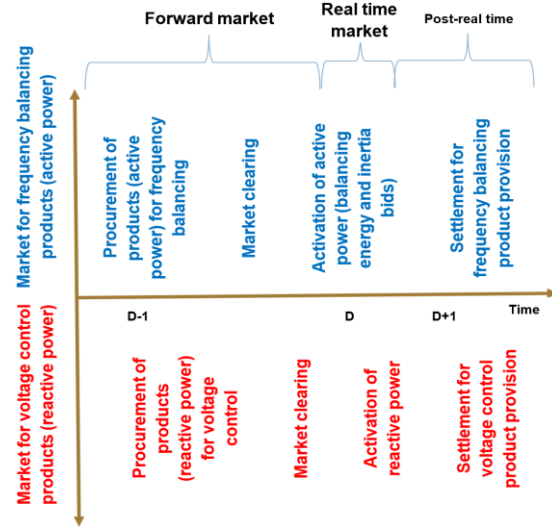 Forward market
Real time
market
Post-real time
Market for frequency balancing
products (active power)
Procurement of
products (active
power) for frequency
balancing
Market clearing
Activation of active
power (balancing
energy and inertia
bids)
Settlement for
frequency balancing
product provision
D-1
D
D+1
Time
Market for voltage control
products (reactive power)
Procurement of
products
(reactive power)
for voltage
control
Market clearing
Activation of
reactive power
Settlement for
voltage control
product provision